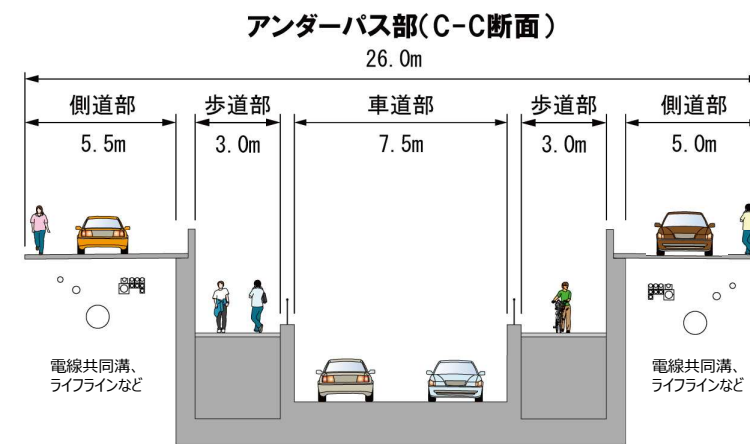 アンダーパス部(C-C断面)
26.0m
側道部 歩道部 車道部 歩道部 側道部
5.5m 3.0m 7.5m 3.0m 5.0m
電線共同溝、 電線共同溝、
ライフラインなど ライフラインなど